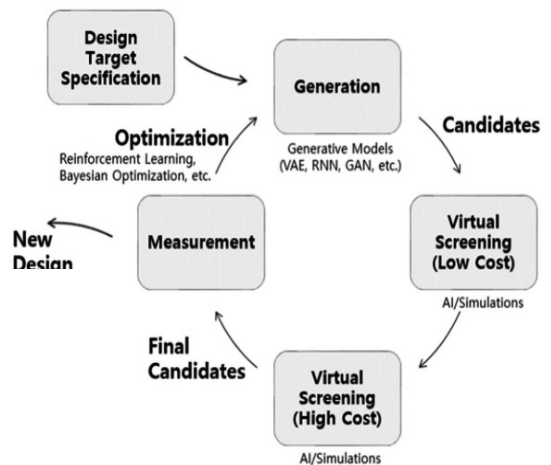 Design
Target
Specification
Generation
Generative Models
(VAE, RNN, GAN, etc.)
Optimization
Reinforcement Learning,
Bayesian Optimization, etc.
Candidates
Virtual
Screening
(Low Cost)
AI/Simulations
Measurement
New
Design
Final
Candidates
Virtual
Screening
(High Cost)
AI/Simulations